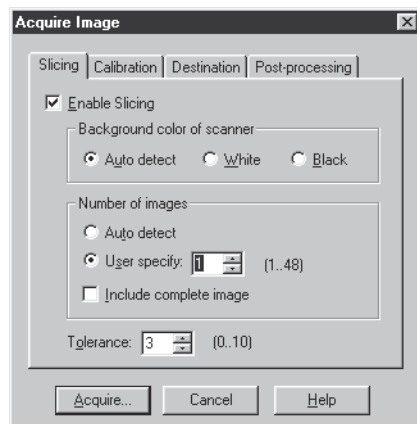 Acquire Image
Slicing Calibration Destination Post-processing
Enable Slicing
Background color of scanner
Auto detect White Black
Number of images
Auto detect
User specify: 1 (1..48)
Include complete image
Tolerance: 3 (0..10)
Acquire... Cancel Help